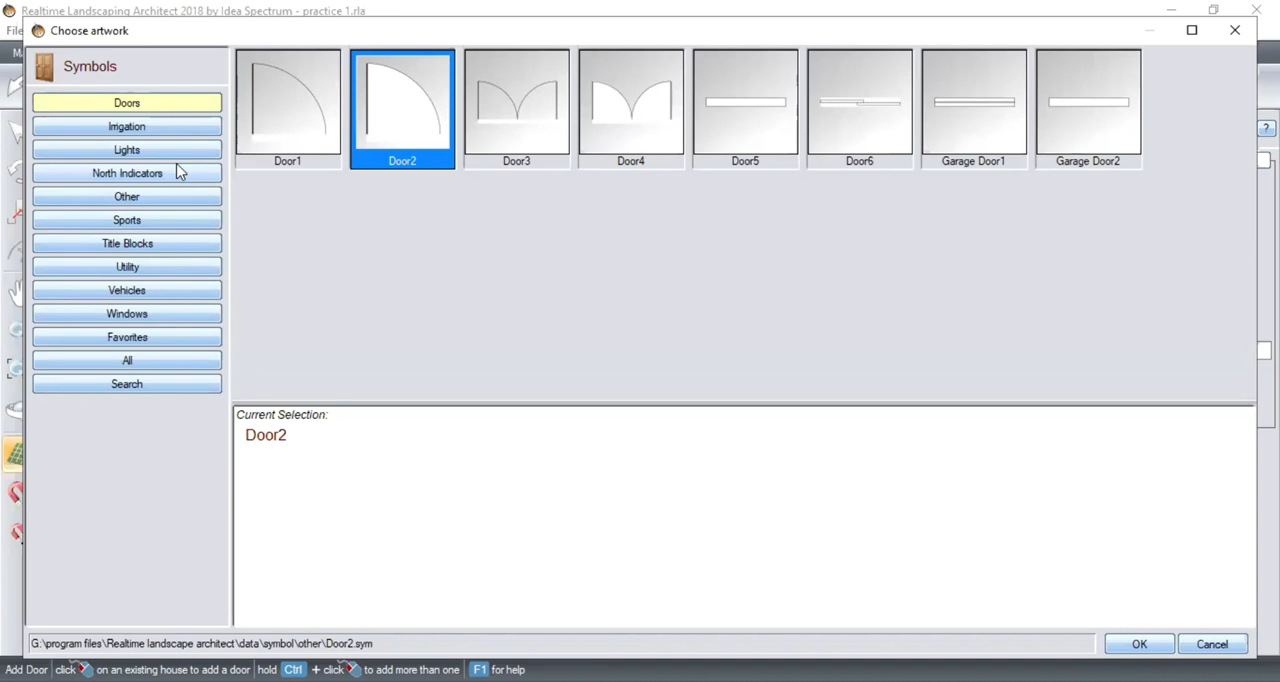 Realtime Landscaping Architect 2018 by Idea Spectrum - practice 1.rla
File
Choose artwork
Symbols
Doors
Irrigation
Lights
North Indicators
Other
Sports
Title Blocks
Utility
Vehicles
Windows
Favorites
All
Search
Door1
Door2
Door3
Door4
Door5
Door6
Garage Door1
Garage Door2
?
Current Selection:
Door2
G:\program files\Realtime landscape architect\data\symbol\other\Door2.sym
OK
Cancel
Add Door click on an existing house to add a door hold Ctrl + click to add more than one F1 for help